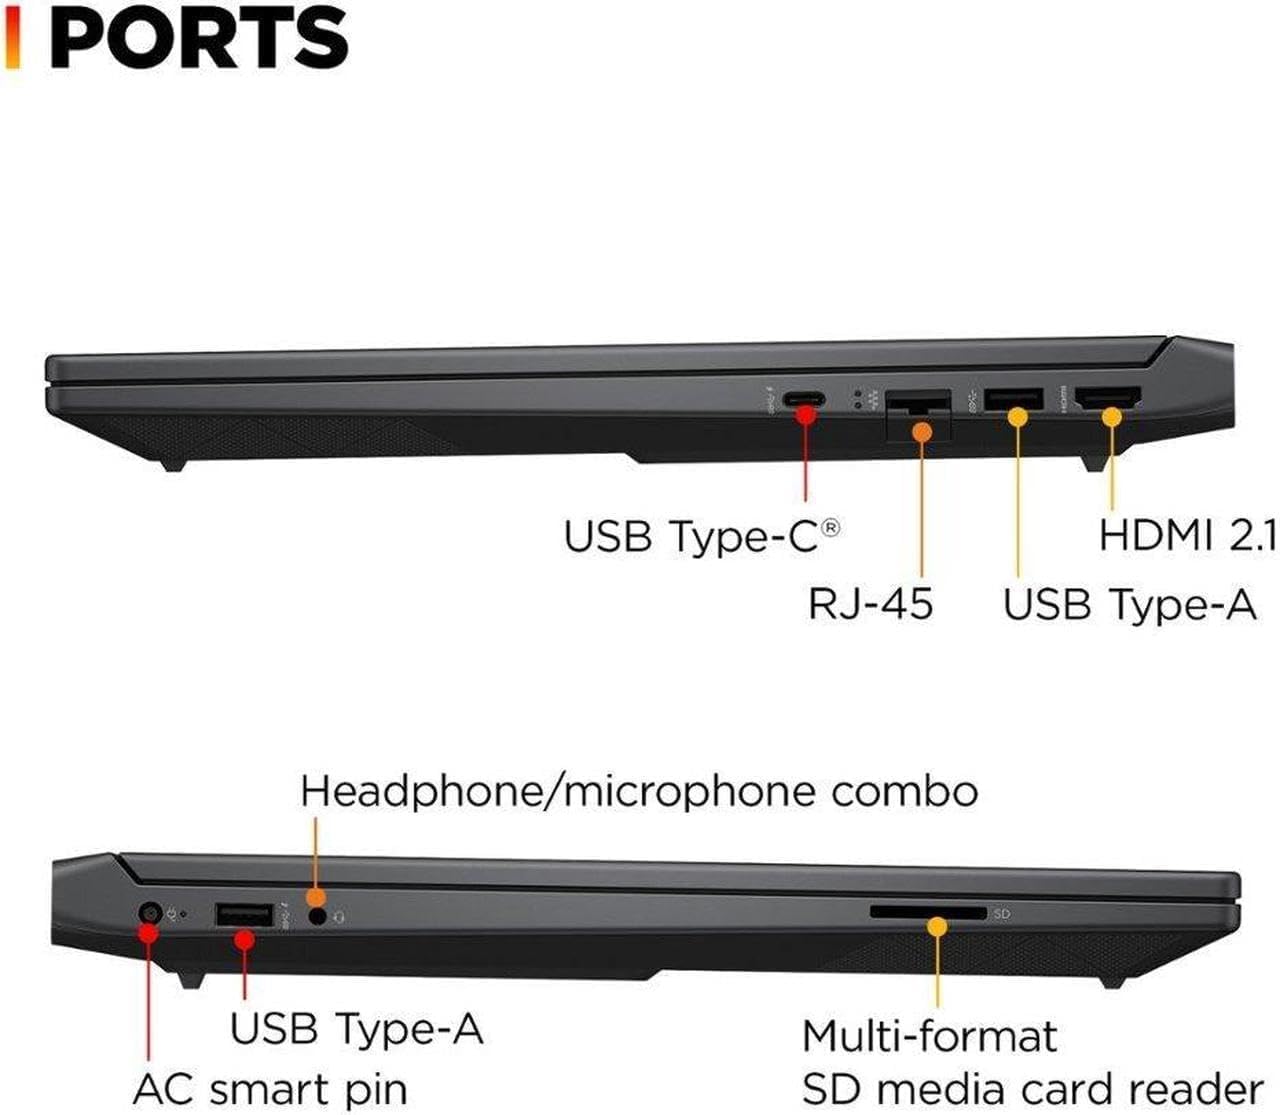 PORTS
USB Type-C®
HDMI 2.1
RJ-45
USB Type-A
Headphone/microphone combo
SD
USB Type-A
AC smart pin
Multi-format
SD media card reader